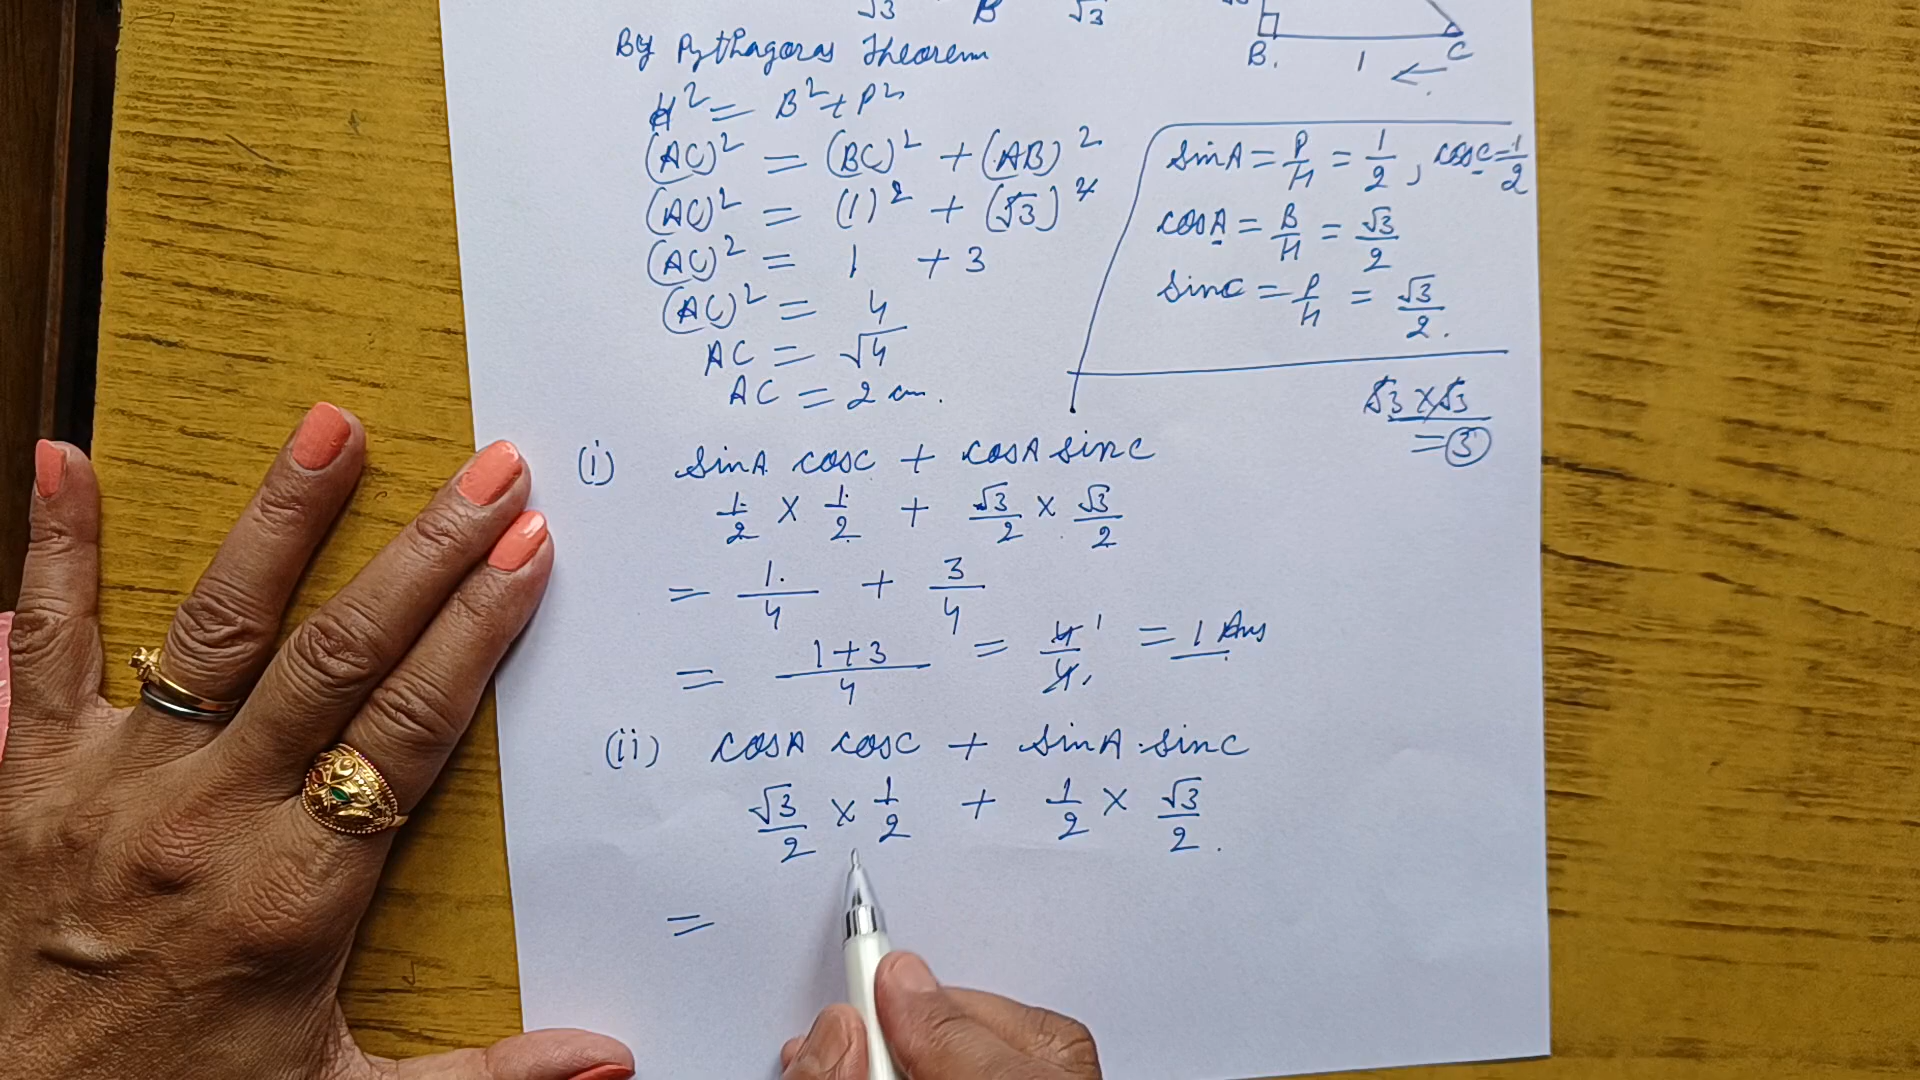 √3 B √3
By Pythagoras Theorem
H² = B² + P²
(AC)² = (BC)² + (AB)²
(AC)² = (1)² + (√3)²
(AC)² = 1 + 3
(AC)² = 4
AC = √4
AC = 2 cm.
B. 1 C
sinA = P/H = 1/2, cosC = 1/2
cosA = B/H = √3/2
sinC = P/H = √3/2.
√3 × √3
= 3
(i) sinA cosC + cosA sinC
1/2 × 1/2 + √3/2 × √3/2
= 1/4 + 3/4
= 1+3/4 = 4/4 1 = 1 Ans
(ii) cosA cosC + sinA · sinC
√3/2 × 1/2 + 1/2 × √3/2.
=